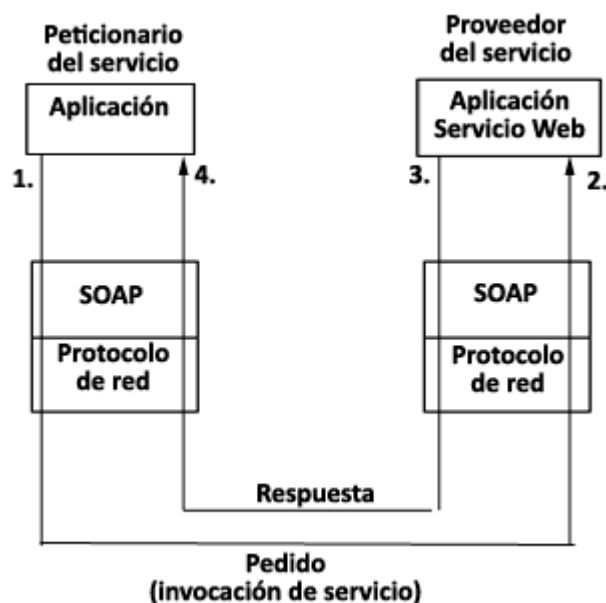 Peticionario
del servicio
Proveedor
del servicio
Aplicación
Aplicación
Servicio Web
1.
4.
3.
2.
SOAP
SOAP
Protocolo
de red
Protocolo
de red
Respuesta
Pedido
(invocación de servicio)